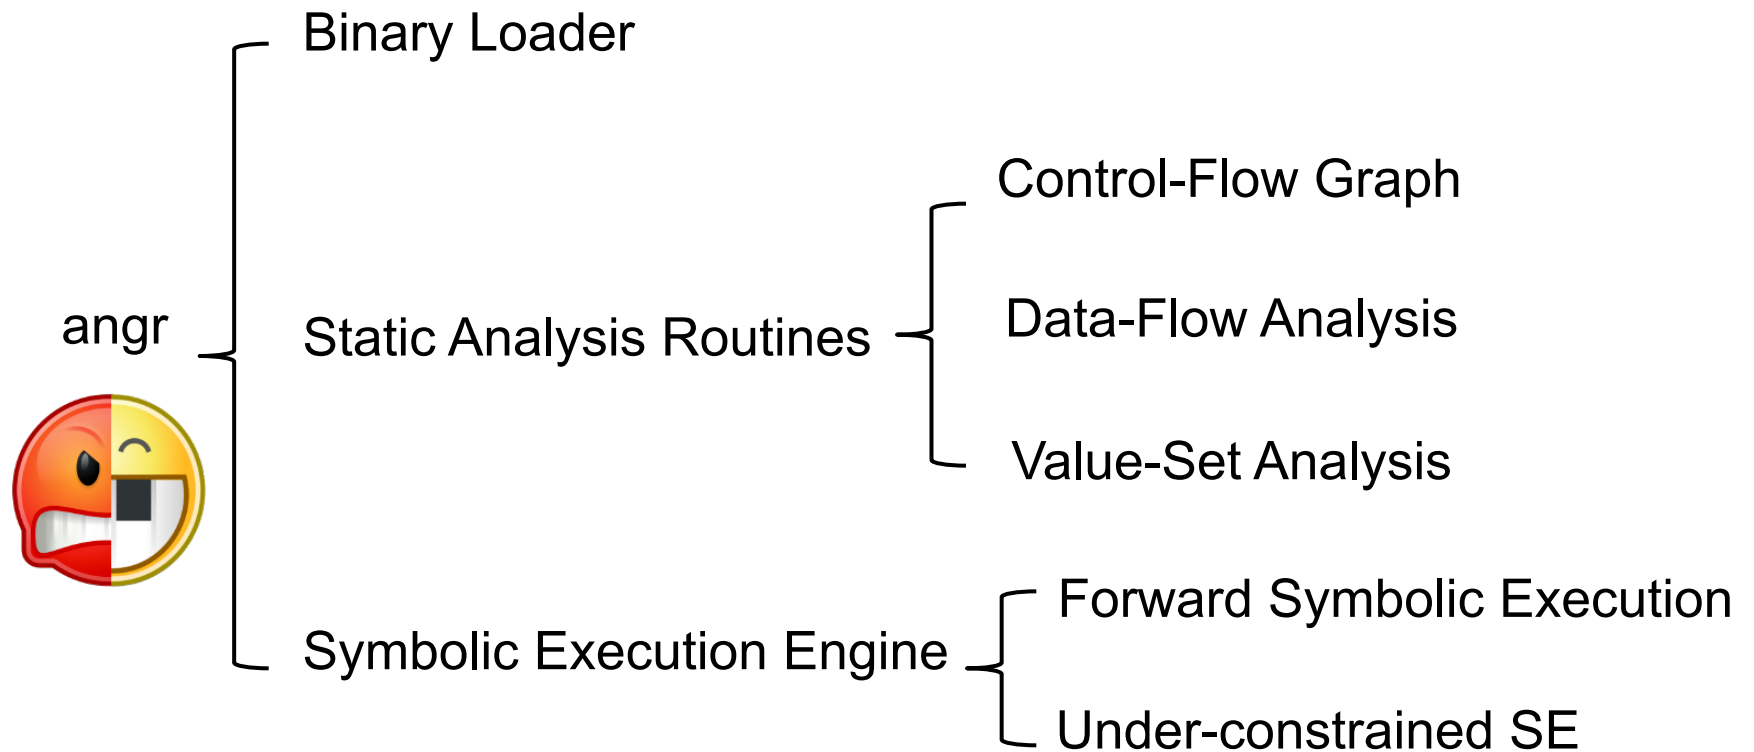 Binary Loader
Control-Flow Graph
angr
Static Analysis Routines
Data-Flow Analysis
Value-Set Analysis
Symbolic Execution Engine
Forward Symbolic Execution
Under-constrained SE